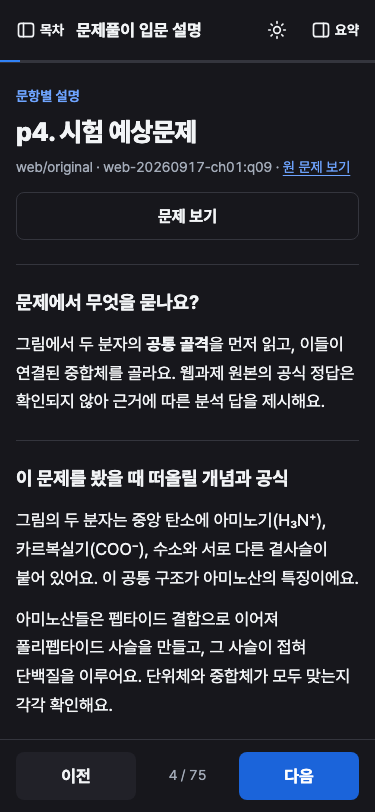 목차 문제풀이 입문 설명 요약
문항별 설명
p4. 시험 예상문제
web/original · web-20260917-ch01:q09 · 원 문제 보기
문제 보기
문제에서 무엇을 묻나요?
그림에서 두 분자의 공통 골격을 먼저 읽고, 이들이
연결된 중합체를 골라요. 웹과제 원본의 공식 정답은
확인되지 않아 근거에 따른 분석 답을 제시해요.
이 문제를 봤을 때 떠올릴 개념과 공식
그림의 두 분자는 중앙 탄소에 아미노기(H₃N⁺),
카르복실기(COO⁻), 수소와 서로 다른 곁사슬이
붙어 있어요. 이 공통 구조가 아미노산의 특징이에요.
아미노산들은 펩타이드 결합으로 이어져
폴리펩타이드 사슬을 만들고, 그 사슬이 접혀
단백질을 이루어요. 단위체와 중합체가 모두 맞는지
각각 확인해요.
이전 4 / 75 다음